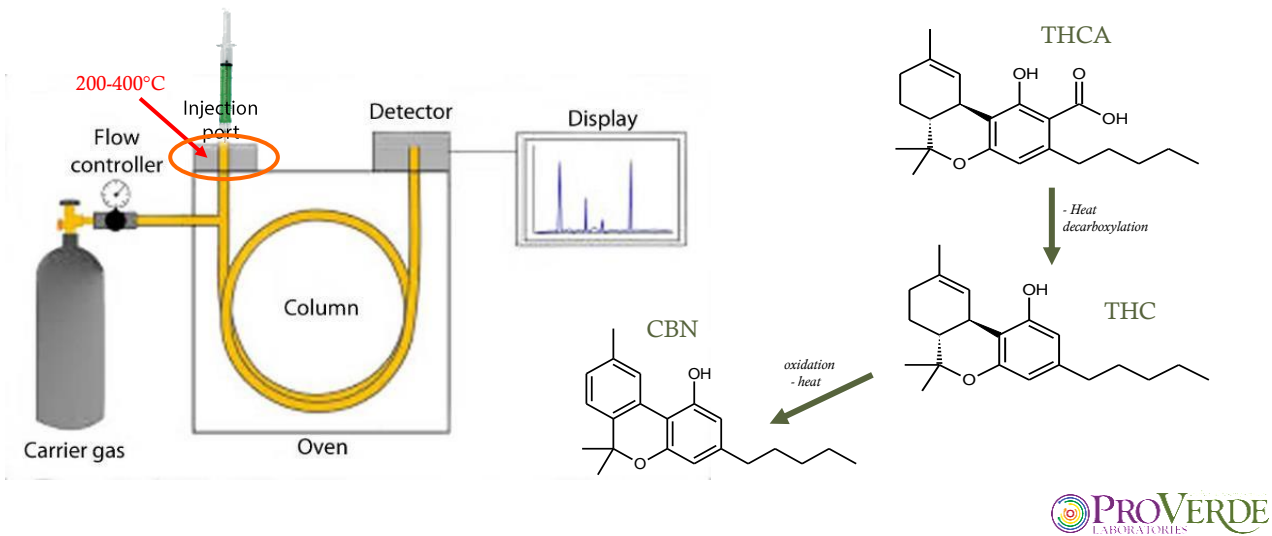 200-400°C
Injection
port
Flow
controller
Detector
Display
Column
Carrier gas
Oven
THCA
OH
O
OH
O
- Heat
decarboxylation
THC
OH
O
oxidation
- heat
CBN
OH
O
PROVERDE
LABORATORIES